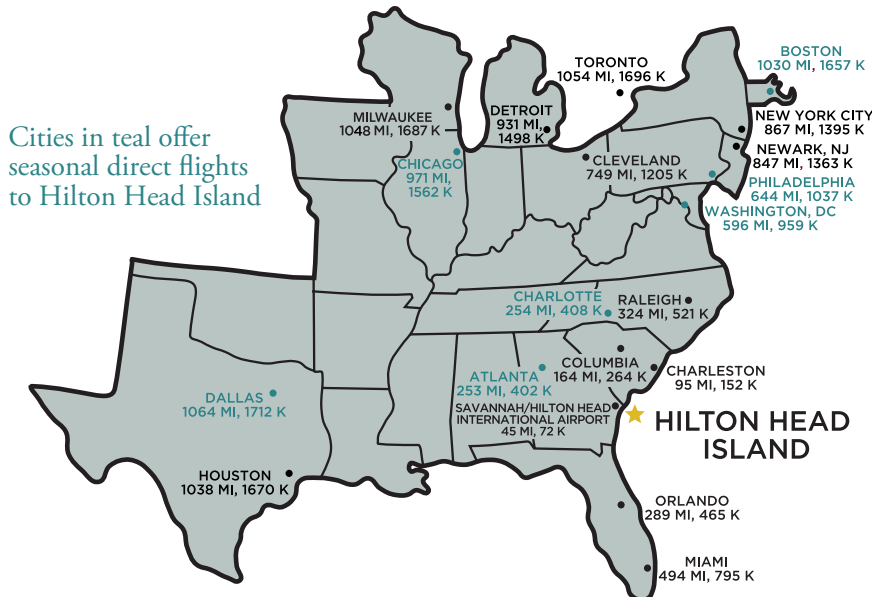 Cities in teal offer
seasonal direct flights
to Hilton Head Island
BOSTON
1030 MI, 1657 K
TORONTO
1054 MI, 1696 K
MILWAUKEE
1048 MI, 1687 K
DETROIT
931 MI,
1498 K
NEW YORK CITY
867 MI, 1395 K
NEWARK, NJ
847 MI, 1363 K
CHICAGO
971 MI,
1562 K
CLEVELAND
749 MI, 1205 K
PHILADELPHIA
644 MI, 1037 K
WASHINGTON, DC
596 MI, 959 K
CHARLOTTE
254 MI, 408 K
RALEIGH
324 MI, 521 K
COLUMBIA
164 MI, 264 K
CHARLESTON
95 MI, 152 K
ATLANTA
253 MI, 402 K
DALLAS
1064 MI, 1712 K
SAVANNAH/HILTON HEAD
INTERNATIONAL AIRPORT
45 MI, 72 K
HILTON HEAD
ISLAND
HOUSTON
1038 MI, 1670 K
ORLANDO
289 MI, 465 K
MIAMI
494 MI, 795 K